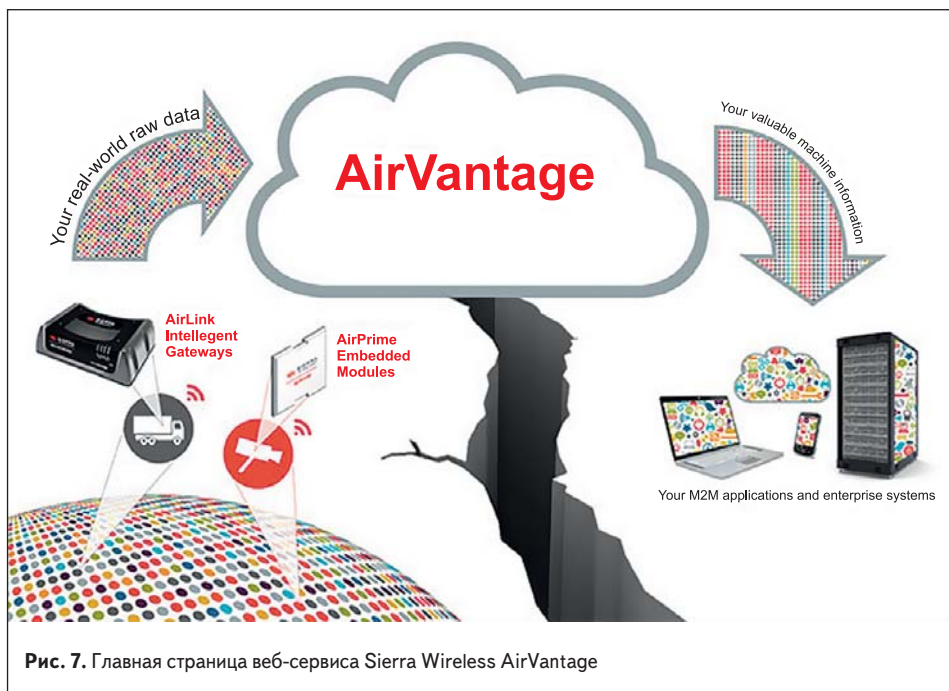 Your real-world raw data
AirVantage
Your valuable machine information
AirLink
Intellegent
Gateways
AirPrime
Embedded
Modules
Your M2M applications and enterprise systems
Рис. 7. Главная страница веб-сервиса Sierra Wireless AirVantage